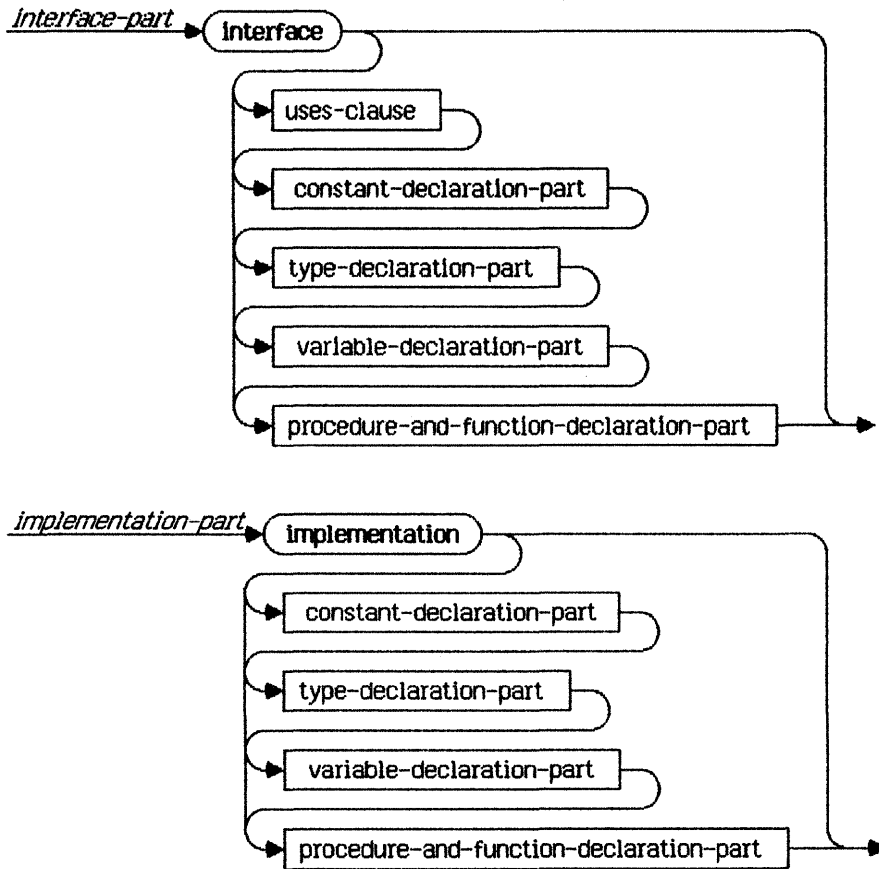 interface-part
interface
uses-clause
constant-declaration-part
type-declaration-part
variable-declaration-part
procedure-and-function-declaration-part
implementation-part
implementation
constant-declaration-part
type-declaration-part
variable-declaration-part
procedure-and-function-declaration-part